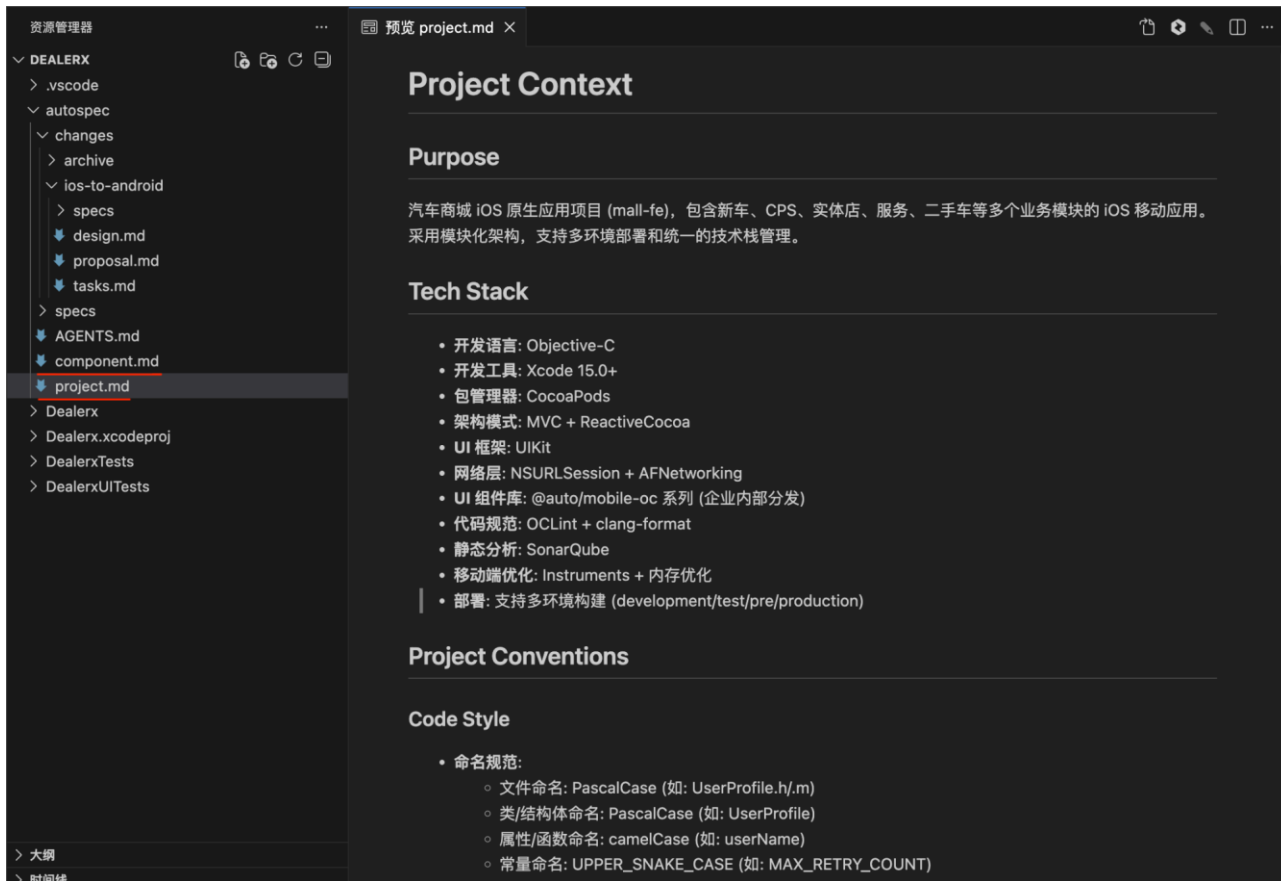 资源管理器
DEALERX
.vscode
autospec
changes
archive
ios-to-android
specs
design.md
proposal.md
tasks.md
specs
AGENTS.md
component.md
project.md
Dealerx
Dealerx.xcodeproj
DealerxTests
DealerxUITests
大纲
时间线
预览 project.md
Project Context
Purpose
汽车商城 iOS 原生应用项目 (mall-fe)，包含新车、CPS、实体店、服务、二手车等多个业务模块的 iOS 移动应用。
采用模块化架构，支持多环境部署和统一的技术栈管理。
Tech Stack
• 开发语言: Objective-C
• 开发工具: Xcode 15.0+
• 包管理器: CocoaPods
• 架构模式: MVC + ReactiveCocoa
• UI 框架: UIKit
• 网络层: NSURLSession + AFNetworking
• UI 组件库: @auto/mobile-oc 系列 (企业内部分发)
• 代码规范: OCLint + clang-format
• 静态分析: SonarQube
• 移动端优化: Instruments + 内存优化
• 部署: 支持多环境构建 (development/test/pre/production)
Project Conventions
Code Style
• 命名规范:
◦ 文件命名: PascalCase (如: UserProfile.h/.m)
◦ 类/结构体命名: PascalCase (如: UserProfile)
◦ 属性/函数命名: camelCase (如: userName)
◦ 常量命名: UPPER_SNAKE_CASE (如: MAX_RETRY_COUNT)